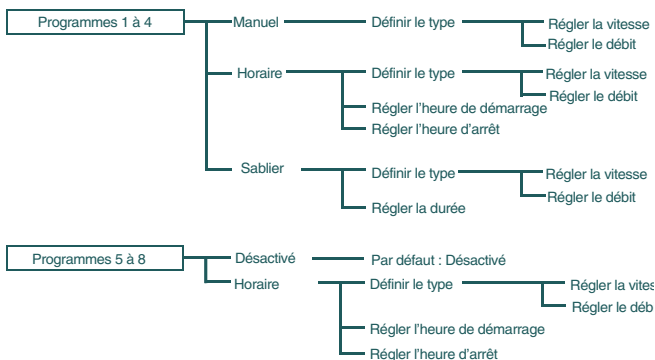 Programmes 1 à 4
Manuel
Définir le type
Régler la vitesse
Régler le débit
Horaire
Définir le type
Régler la vitesse
Régler le débit
Régler l'heure de démarrage
Régler l'heure d'arrêt
Sablier
Définir le type
Régler la vitesse
Régler le débit
Régler la durée
Programmes 5 à 8
Désactivé
Par défaut : Désactivé
Horaire
Définir le type
Régler la vites
Régler le déb
Régler l'heure de démarrage
Régler l'heure d'arrêt